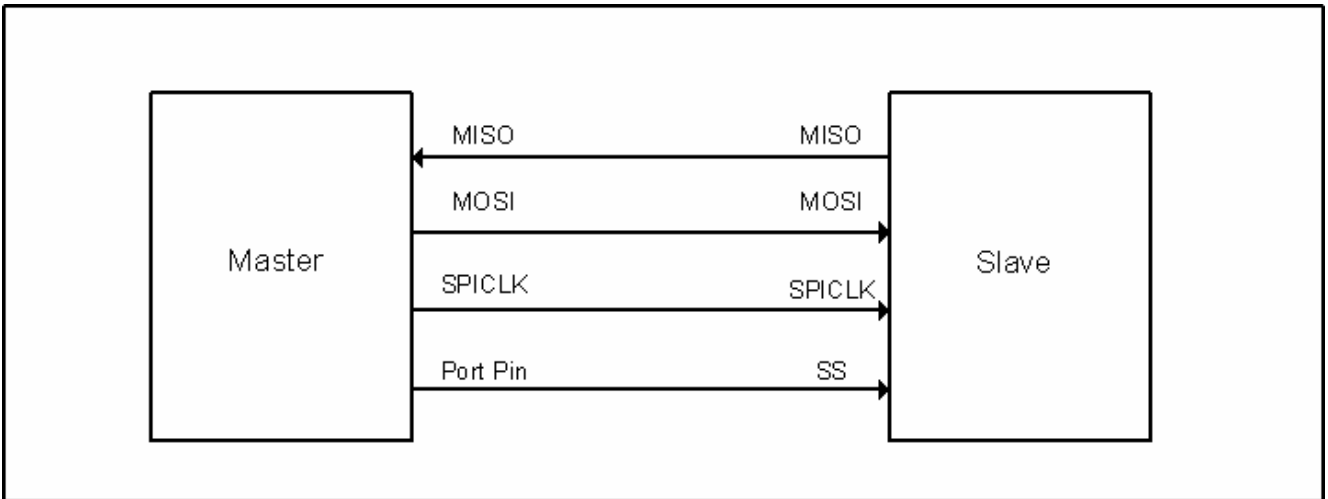 MISO MISO
MOSI MOSI
Master Slave
SPICLK SPICLK
Port Pin SS